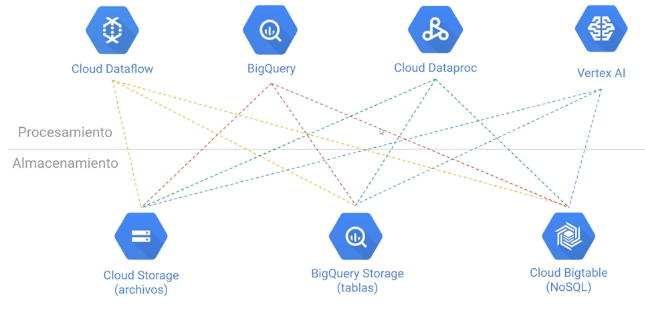 Cloud Dataflow
BigQuery
Cloud Dataproc
Vertex AI
Procesamiento
Almacenamiento
Cloud Storage
(archivos)
BigQuery Storage
(tablas)
Cloud Bigtable
(NoSQL)